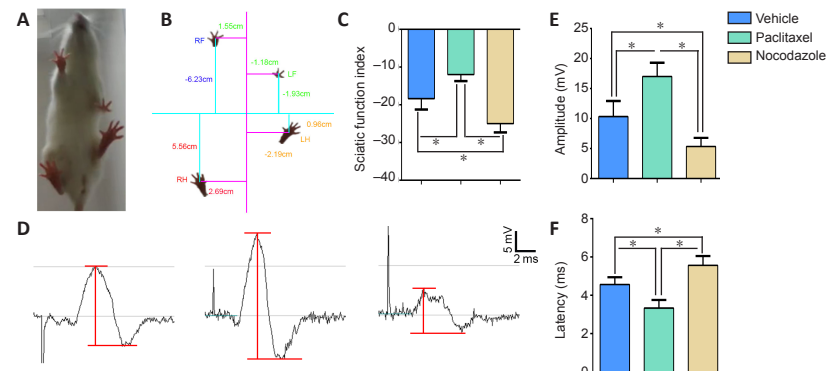 A
B
1.55cm
RF
-1.18cm
LF
-6.23cm
-1.93cm
0.96cm
LH
5.56cm
-2.19cm
RH
2.69cm
C
Sciatic function index
0
−10
−20
−30
−40
*
*
*
D
5 mV
2 ms
E
Amplitude (mV)
25
20
15
10
5
0
*
*
*
Vehicle
Paclitaxel
Nocodazole
F
Latency (ms)
8
6
4
2
0
*
*
*